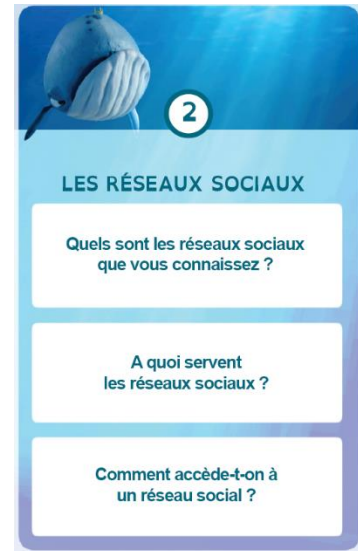 2
LES RÉSEAUX SOCIAUX
Quels sont les réseaux sociaux
que vous connaissez ?
A quoi servent
les réseaux sociaux ?
Comment accède-t-on à
un réseau social ?